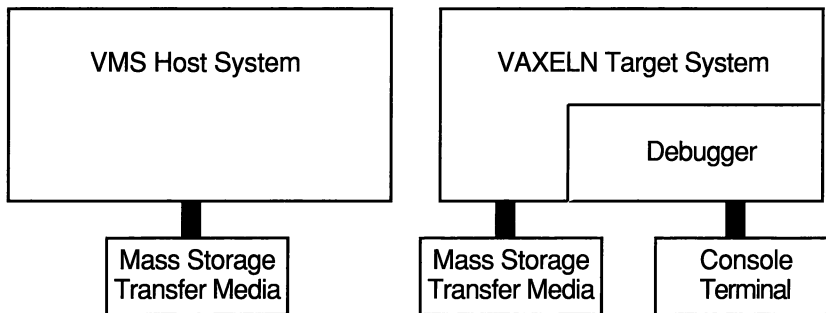 VMS Host System
VAXELN Target System
Debugger
Mass Storage
Transfer Media
Mass Storage
Transfer Media
Console
Terminal